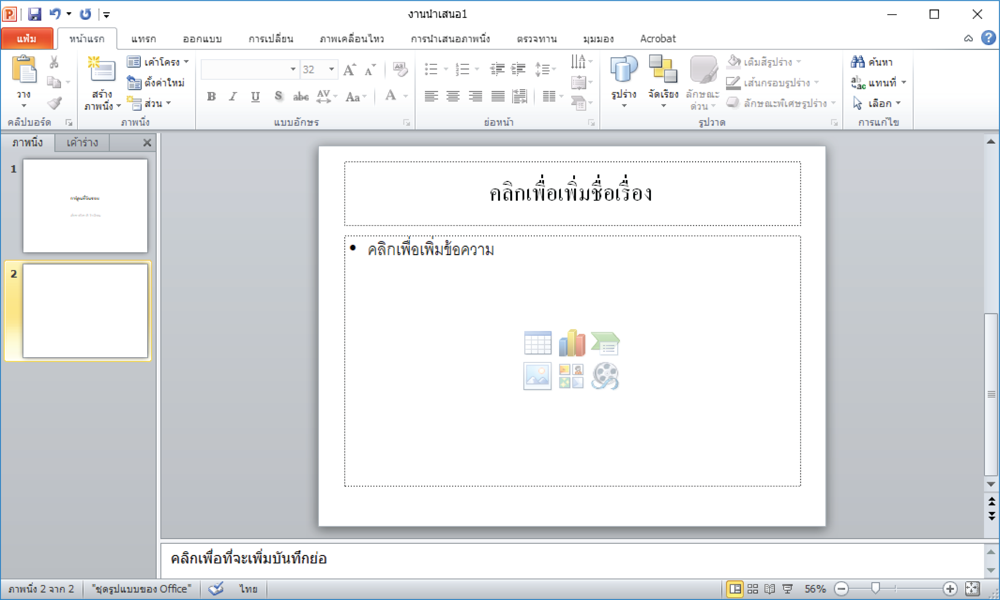 งานนำเสนอ1
แฟ้ม หน้าแรก แทรก ออกแบบ การเปลี่ยน ภาพเคลื่อนไหว การนำเสนอภาพนิ่ง ตรวจทาน มุมมอง Acrobat
วาง
สร้าง
ภาพนิ่ง
เค้าโครง
ตั้งค่าใหม่
ส่วน
32
B I U S abc AV Aa A
รูปร่าง
จัดเรียง
ลักษณะ
ด่วน
เติมสีรูปร่าง
เส้นกรอบรูปร่าง
ลักษณะพิเศษรูปร่าง
ค้นหา
แทนที่
เลือก
คลิปบอร์ด ภาพนิ่ง แบบอักษร ย่อหน้า รูปวาด การแก้ไข
ภาพนิ่ง เค้าร่าง
1
2
คลิกเพื่อเพิ่มชื่อเรื่อง
• คลิกเพื่อเพิ่มข้อความ
คลิกเพื่อที่จะเพิ่มบันทึกย่อ
ภาพนิ่ง 2 จาก 2 "ชุดรูปแบบของ Office" ไทย 56%